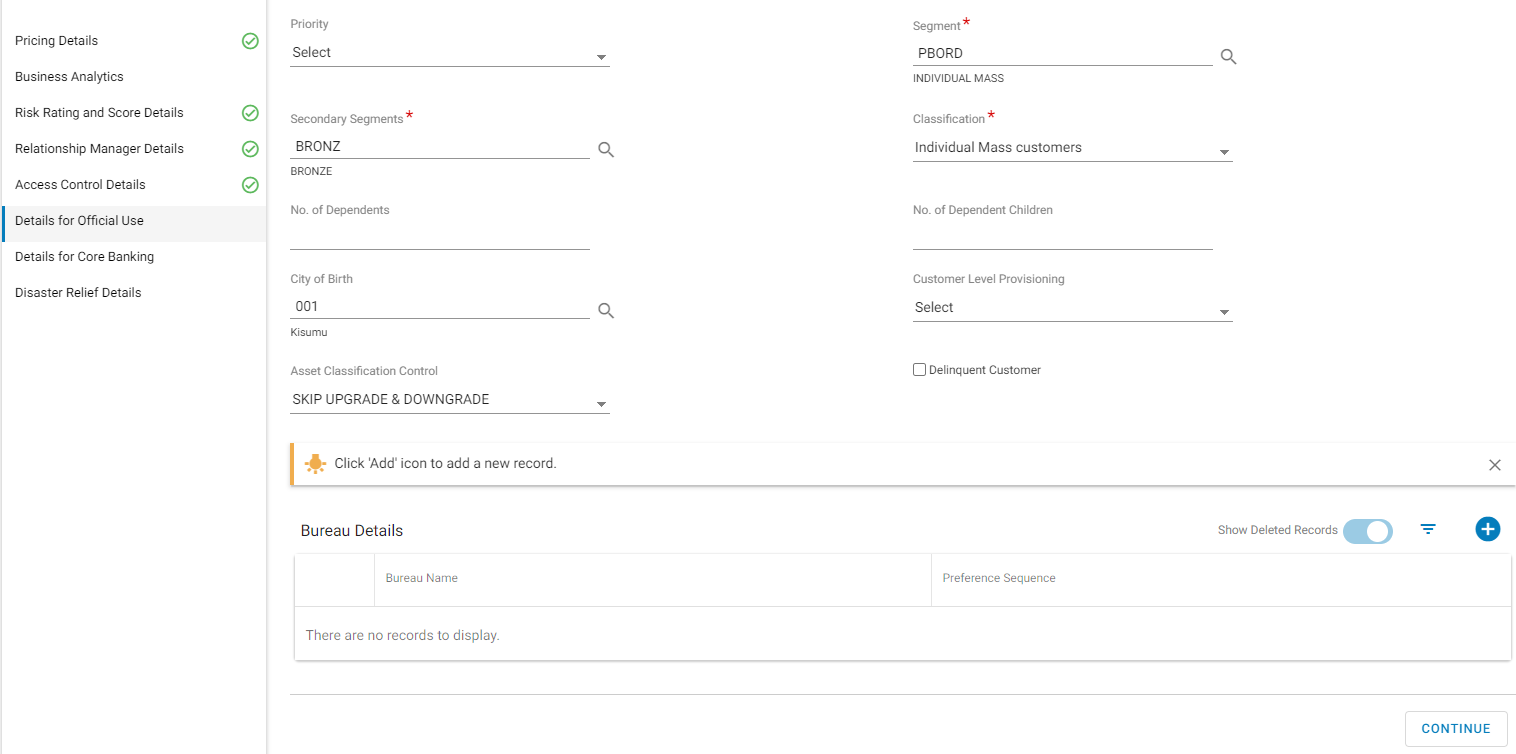 Pricing Details
Business Analytics
Risk Rating and Score Details
Relationship Manager Details
Access Control Details
Details for Official Use
Details for Core Banking
Disaster Relief Details
Priority
Select
Segment*
PBORD
INDIVIDUAL MASS
Secondary Segments*
BRONZ
BRONZE
Classification*
Individual Mass customers
No. of Dependents
No. of Dependent Children
City of Birth
001
Kisumu
Customer Level Provisioning
Select
Asset Classification Control
SKIP UPGRADE & DOWNGRADE
Delinquent Customer
Click 'Add' icon to add a new record.
Bureau Details
Show Deleted Records
Bureau Name
Preference Sequence
There are no records to display.
CONTINUE